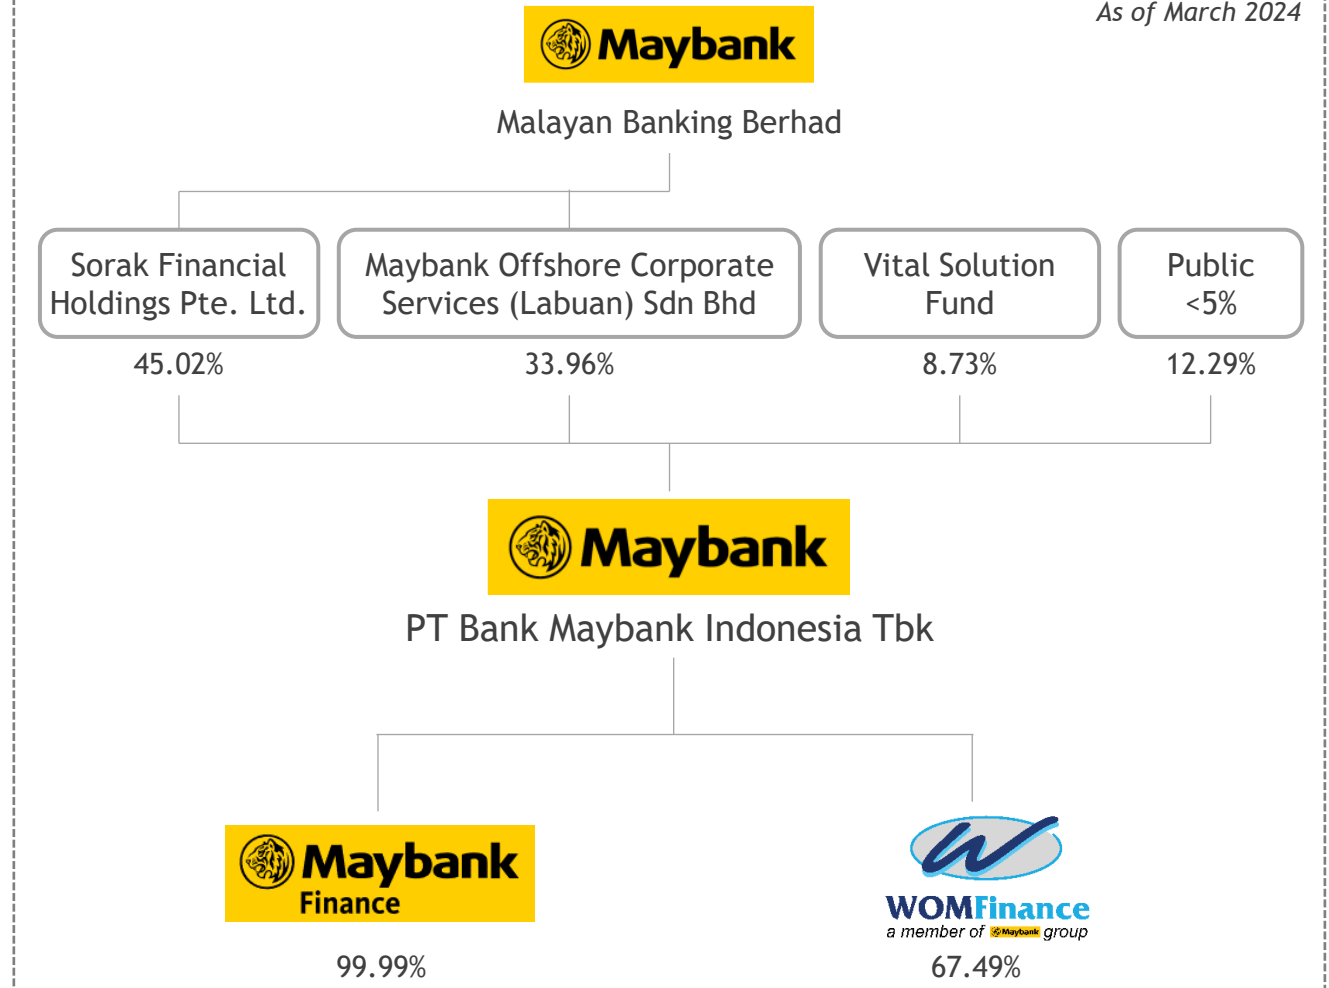 As of March 2024
Maybank
Malayan Banking Berhad
Sorak Financial
Holdings Pte. Ltd.
Maybank Offshore Corporate
Services (Labuan) Sdn Bhd
Vital Solution
Fund
Public
<5%
45.02%
33.96%
8.73%
12.29%
Maybank
PT Bank Maybank Indonesia Tbk
Maybank
Finance
WOMFinance
a member of Maybank group
99.99%
67.49%